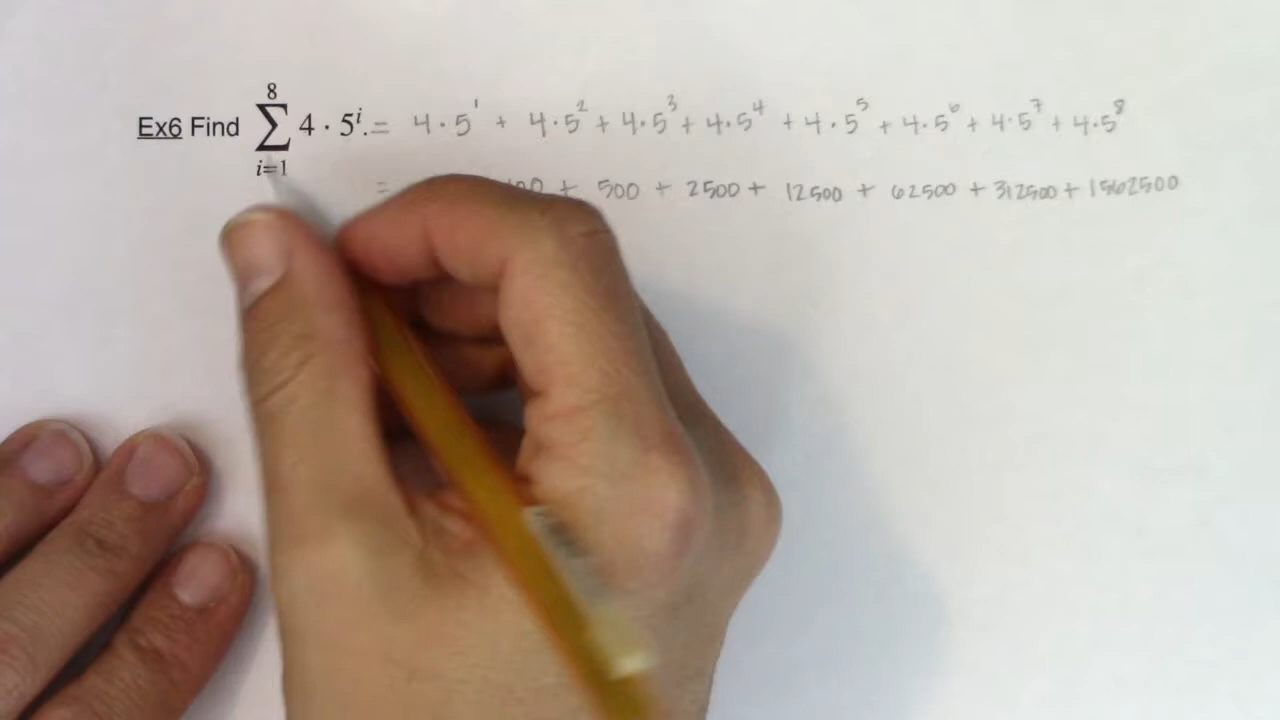 Ex6 Find ∑ 8 i=1 4 · 5^i. = 4·5^1 + 4·5^2 + 4·5^3 + 4·5^4 + 4·5^5 + 4·5^6 + 4·5^7 + 4·5^8
= + 500 + 2500 + 12500 + 62500 + 312500 + 1562500